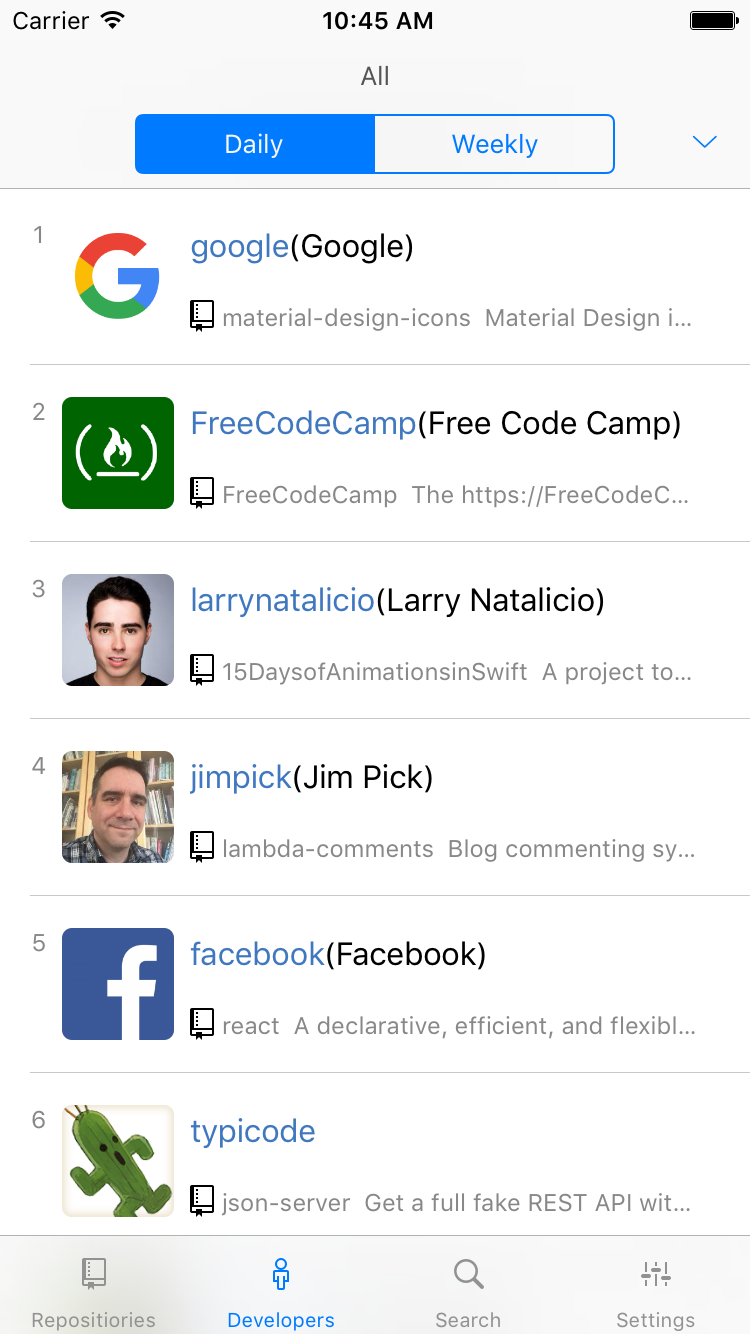 Carrier 10:45 AM
All
Daily Weekly
1 google(Google)
material-design-icons Material Design i...
2 FreeCodeCamp(Free Code Camp)
FreeCodeCamp The https://FreeCodeC...
3 larrynatalicio(Larry Natalicio)
15DaysofAnimationsinSwift A project to...
4 jimpick(Jim Pick)
lambda-comments Blog commenting sy...
5 facebook(Facebook)
react A declarative, efficient, and flexibl...
6 typicode
json-server Get a full fake REST API wit...
Repositiories Developers Search Settings